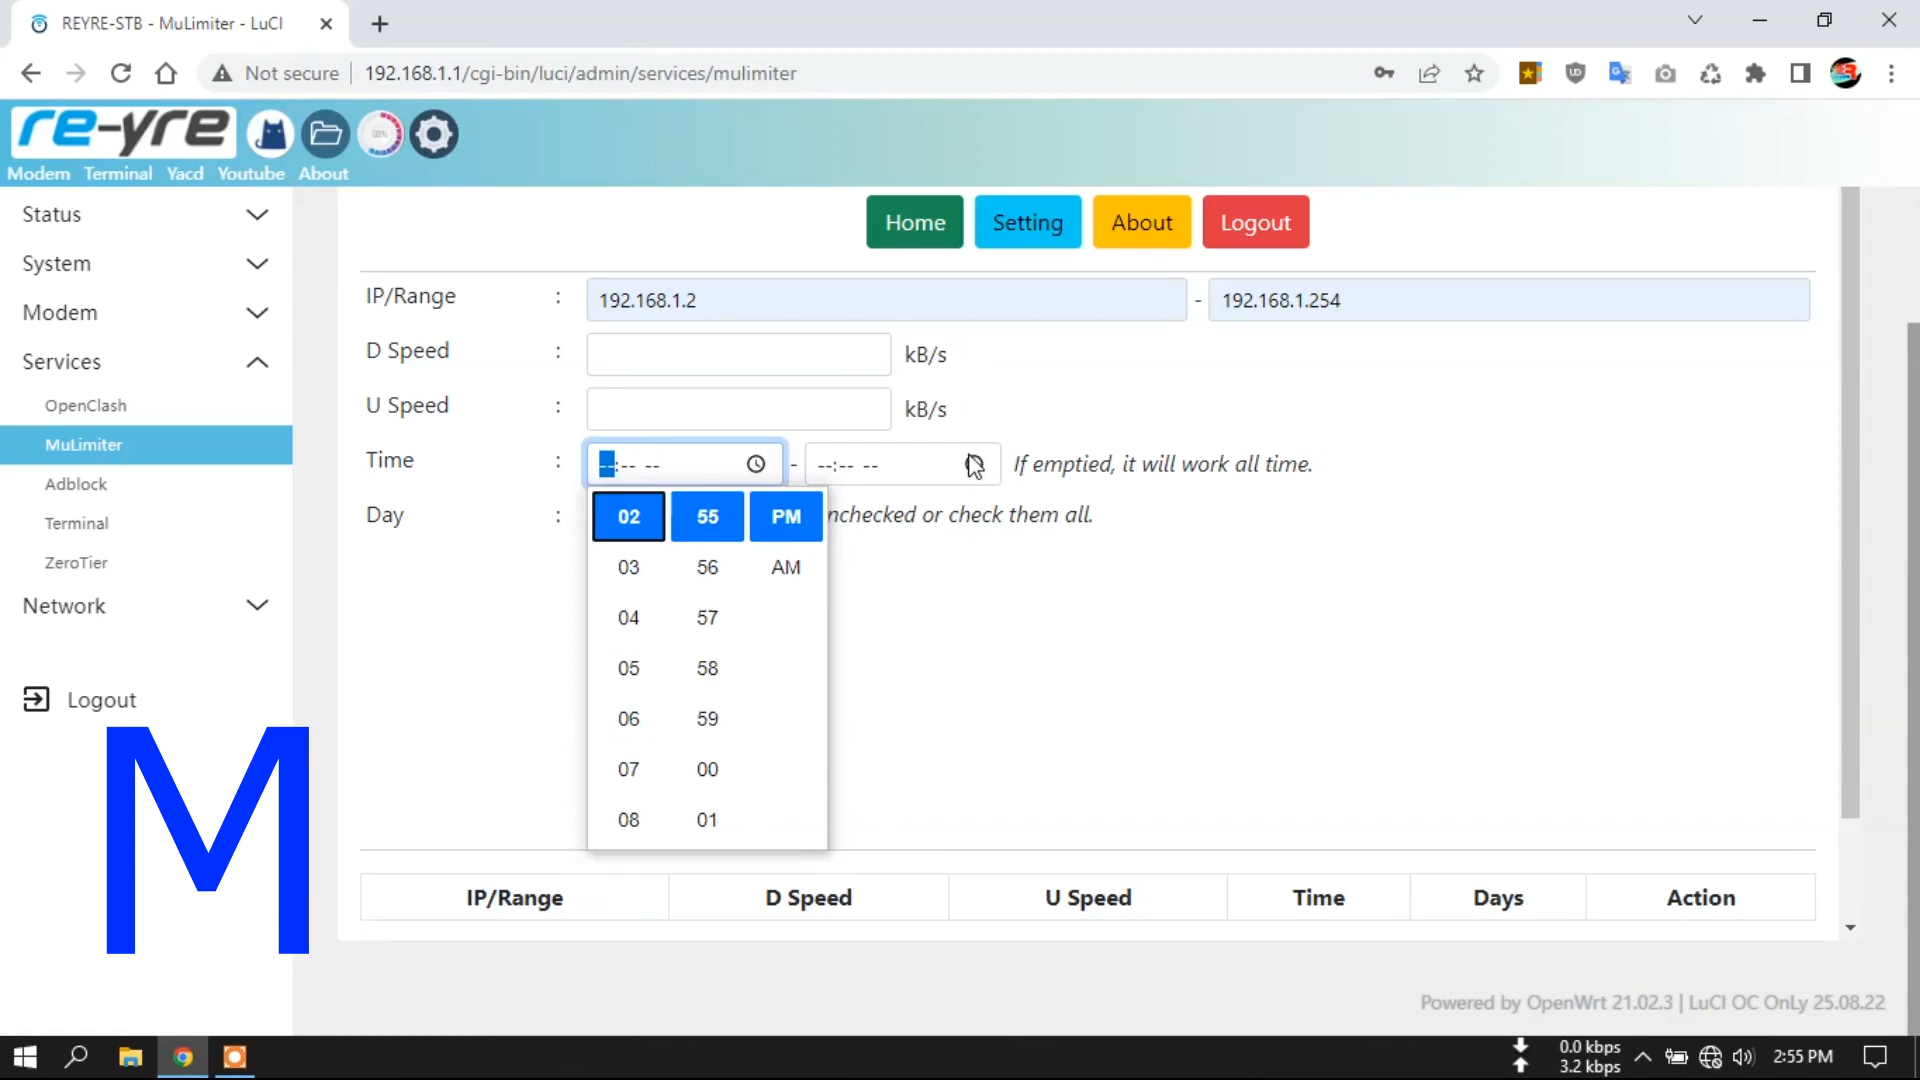 REYRE-STB - MuLimiter - LuCI
Not secure
192.168.1.1/cgi-bin/luci/admin/services/mulimiter
re-yre
Modem Terminal Yacd Youtube About
Status
System
Modem
Services
OpenClash
MuLimiter
Adblock
Terminal
ZeroTier
Network
Logout
M
Home Setting About Logout
IP/Range : 192.168.1.2 - 192.168.1.254
D Speed : kB/s
U Speed : kB/s
Time : --:-- -- - --:-- -- If emptied, it will work all time.
Day : nchecked or check them all.
02 55 PM
03 56 AM
04 57
05 58
06 59
07 00
08 01
IP/Range D Speed U Speed Time Days Action
Powered by OpenWrt 21.02.3 | LuCI OC OnLy 25.08.22
0.0 kbps
3.2 kbps
2:55 PM